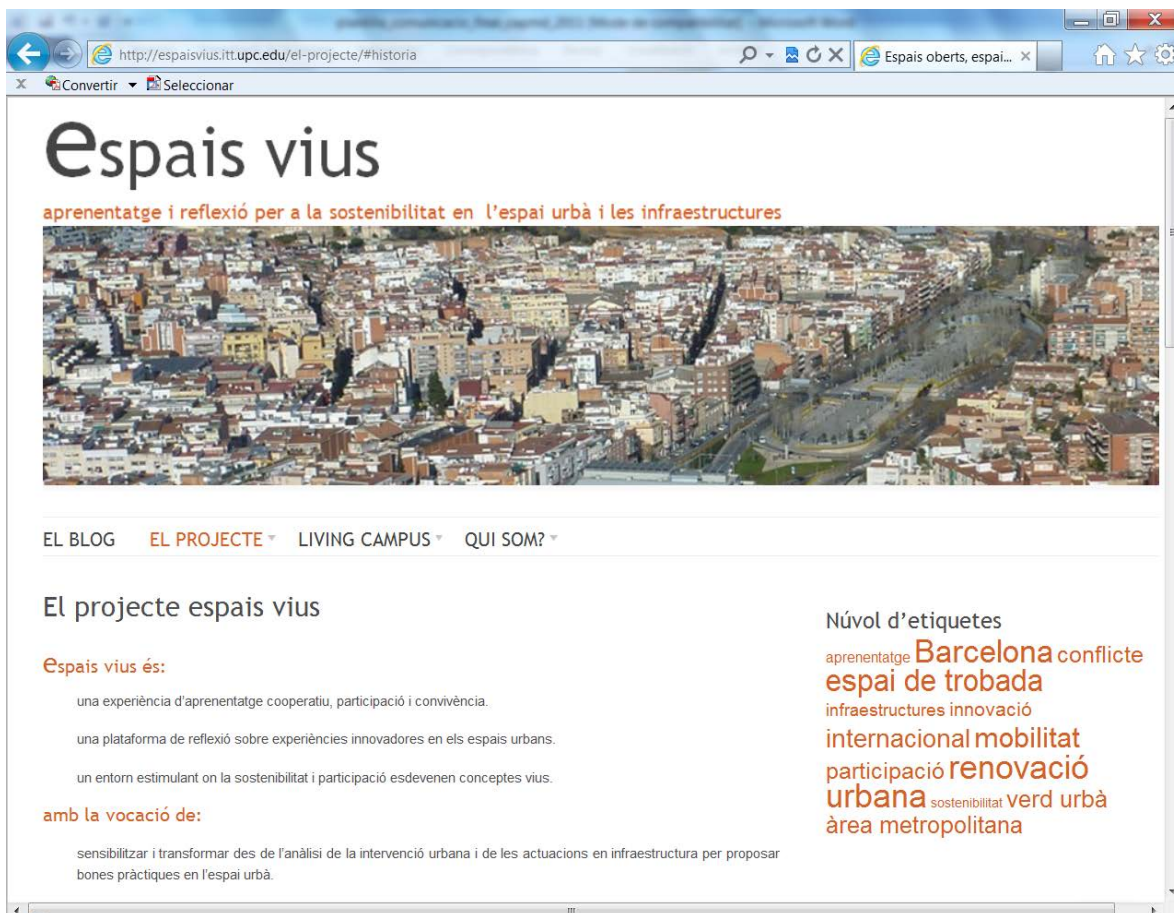 http://espaisvius.itt.upc.edu/el-projecte/#historia
Espais oberts, espai...
x Convertir Seleccionar
espais vius
aprenentatge i reflexió per a la sostenibilitat en l'espai urbà i les infraestructures
EL BLOG EL PROJECTE LIVING CAMPUS QUI SOM?
El projecte espais vius
espais vius és:
una experiència d'aprenentatge cooperatiu, participació i convivència.
una plataforma de reflexió sobre experiències innovadores en els espais urbans.
un entorn estimulant on la sostenibilitat i participació esdevenen conceptes vius.
amb la vocació de:
sensibilitzar i transformar des de l'anàlisi de la intervenció urbana i de les actuacions en infraestructura per proposar
bones pràctiques en l'espai urbà.
Núvol d'etiquetes
aprenentatge Barcelona conflicte
espai de trobada
infraestructures innovació
internacional mobilitat
participació renovació
urbana sostenibilitat verd urbà
àrea metropolitana